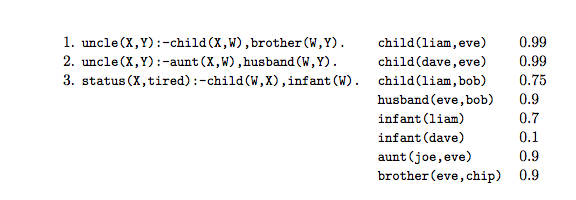 1. uncle(X,Y):-child(X,W),brother(W,Y). child(liam,eve) 0.99
2. uncle(X,Y):-aunt(X,W),husband(W,Y). child(dave,eve) 0.99
3. status(X,tired):-child(W,X),infant(W). child(liam,bob) 0.75
husband(eve,bob) 0.9
infant(liam) 0.7
infant(dave) 0.1
aunt(joe,eve) 0.9
brother(eve,chip) 0.9